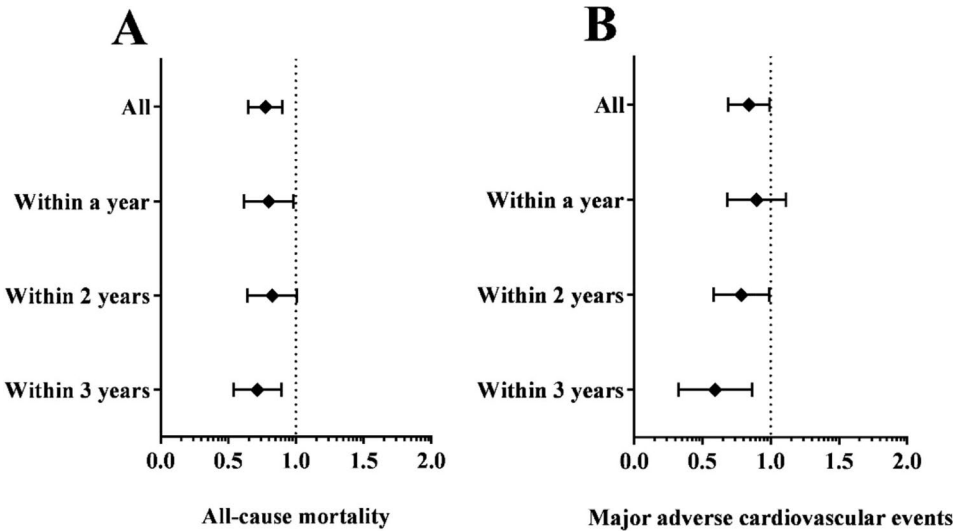 A
All
Within a year
Within 2 years
Within 3 years
0.0 0.5 1.0 1.5 2.0
All-cause mortality
B
All
Within a year
Within 2 years
Within 3 years
0.0 0.5 1.0 1.5 2.0
Major adverse cardiovascular events